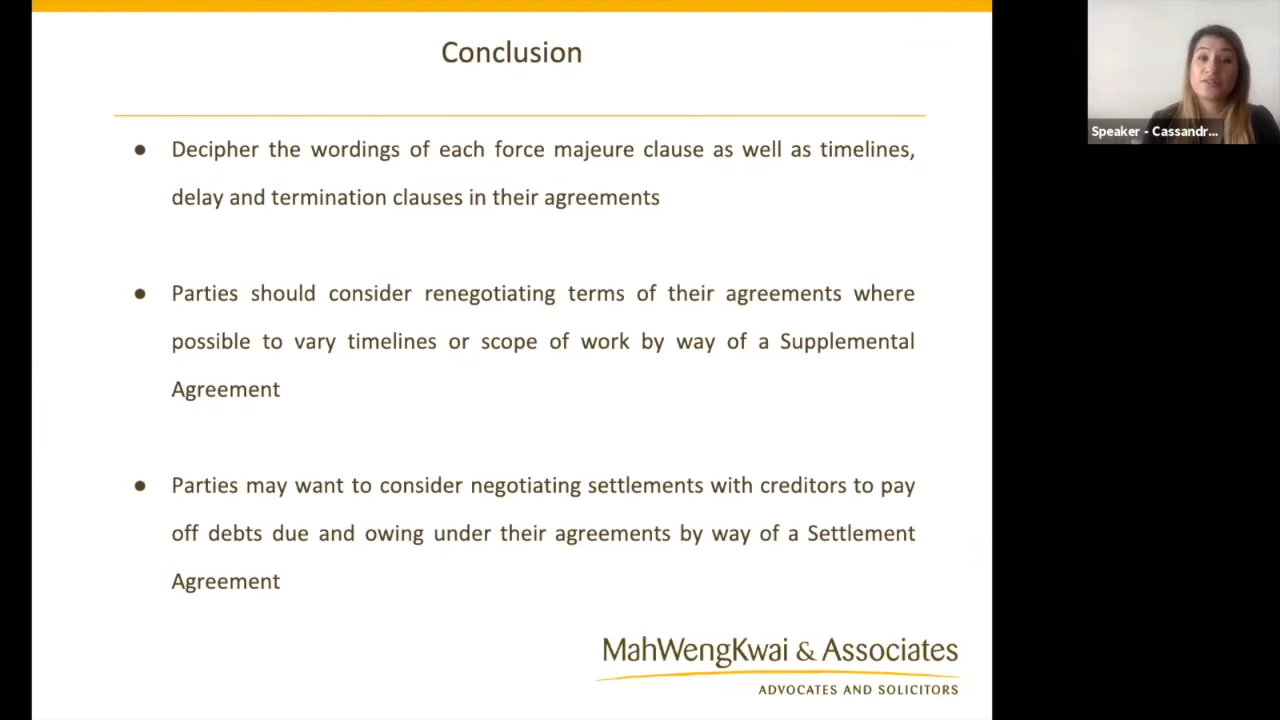 Conclusion
Speaker - Cassandr...
● Decipher the wordings of each force majeure clause as well as timelines,
delay and termination clauses in their agreements
● Parties should consider renegotiating terms of their agreements where
possible to vary timelines or scope of work by way of a Supplemental
Agreement
● Parties may want to consider negotiating settlements with creditors to pay
off debts due and owing under their agreements by way of a Settlement
Agreement
MahWengKwai & Associates
ADVOCATES AND SOLICITORS